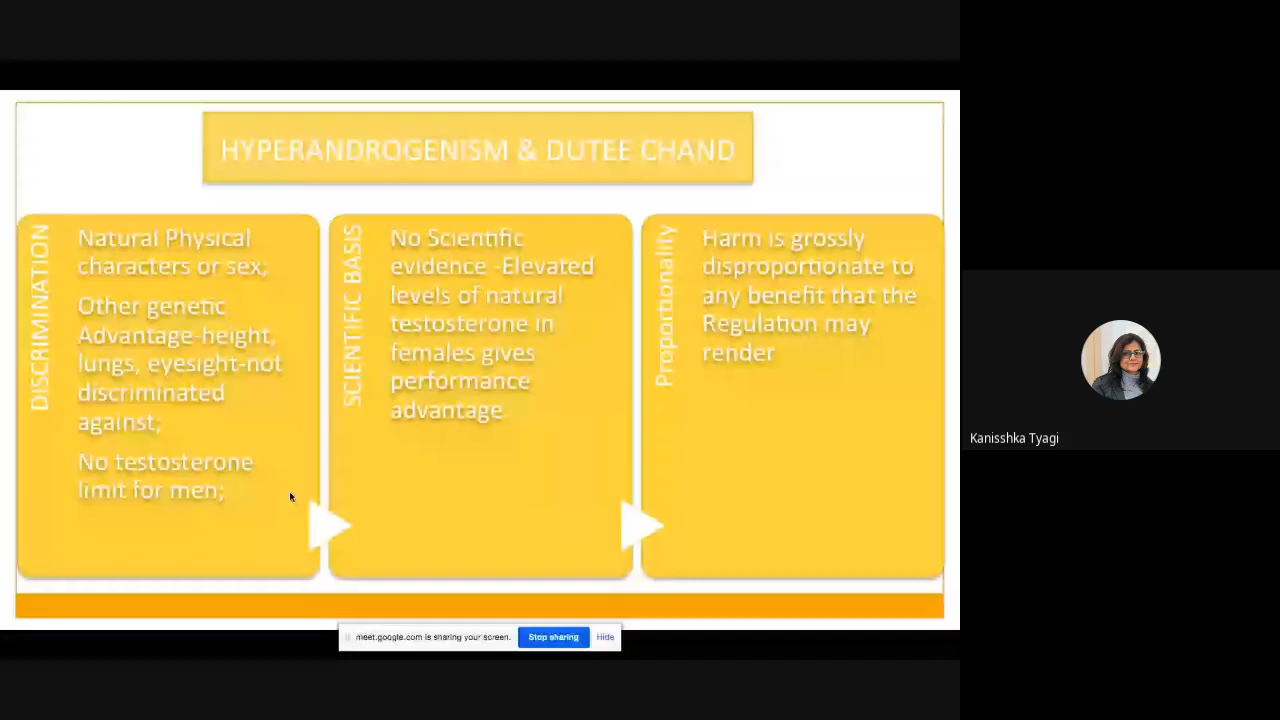 HYPERANDROGENISM & DUTEE CHAND
DISCRIMINATION
Natural Physical
characters or sex;
Other genetic
Advantage-height,
lungs, eyesight-not
discriminated
against;
No testosterone
limit for men;
SCIENTIFIC BASIS
No Scientific
evidence -Elevated
levels of natural
testosterone in
females gives
performance
advantage
Proportionality
Harm is grossly
disproportionate to
any benefit that the
Regulation may
render
Kanisshka Tyagi
meet.google.com is sharing your screen.
Stop sharing
Hide